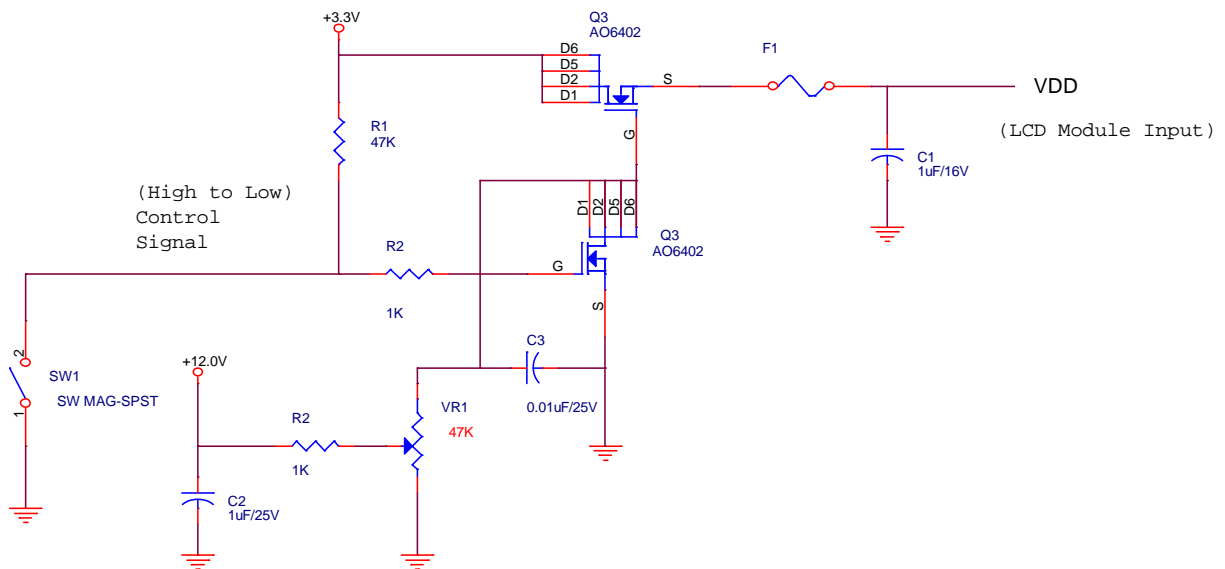 +3.3V
Q3
AO6402
D6
D5
D2
D1
S
G
F1
VDD
(LCD Module Input)
R1
47K
C1
1uF/16V
(High to Low)
Control
Signal
D1
D2
D5
D6
Q3
AO6402
R2
G
1K
S
2
SW1
SW MAG-SPST
1
+12.0V
C3
0.01uF/25V
R2
1K
VR1
47K
C2
1uF/25V